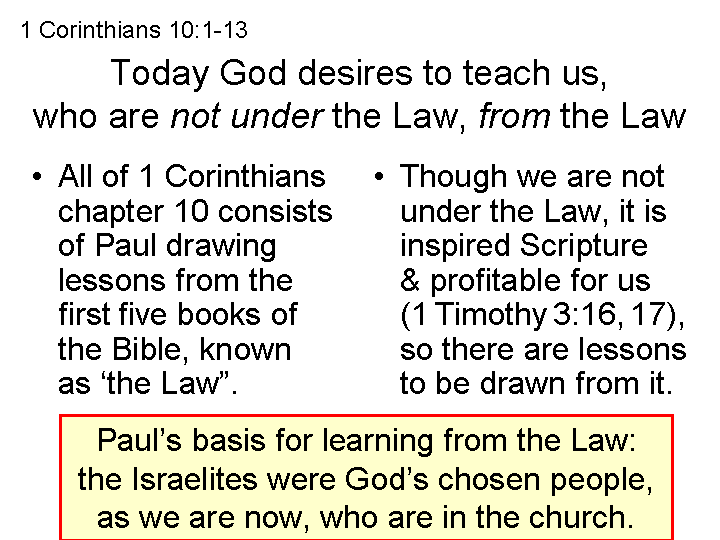 1 Corinthians 10:1-13
Today God desires to teach us,
who are not under the Law, from the Law
• All of 1 Corinthians
chapter 10 consists
of Paul drawing
lessons from the
first five books of
the Bible, known
as ‘the Law”.
• Though we are not
under the Law, it is
inspired Scripture
& profitable for us
(1 Timothy 3:16, 17),
so there are lessons
to be drawn from it.
Paul’s basis for learning from the Law:
the Israelites were God’s chosen people,
as we are now, who are in the church.